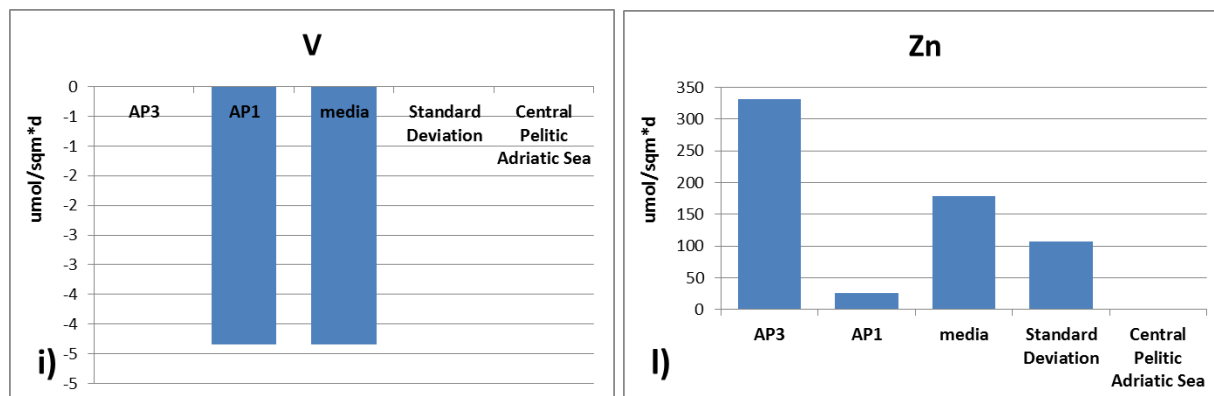 V
umol/sqm*d
0
-1
-1
-2
-2
-3
-3
-4
-4
-5
-5
AP3
AP1
media
Standard
Deviation
Central
Pelitic
Adriatic Sea
i)
Zn
umol/sqm*d
350
300
250
200
150
100
50
0
AP3
AP1
media
Standard
Deviation
Central
Pelitic
Adriatic Sea
l)